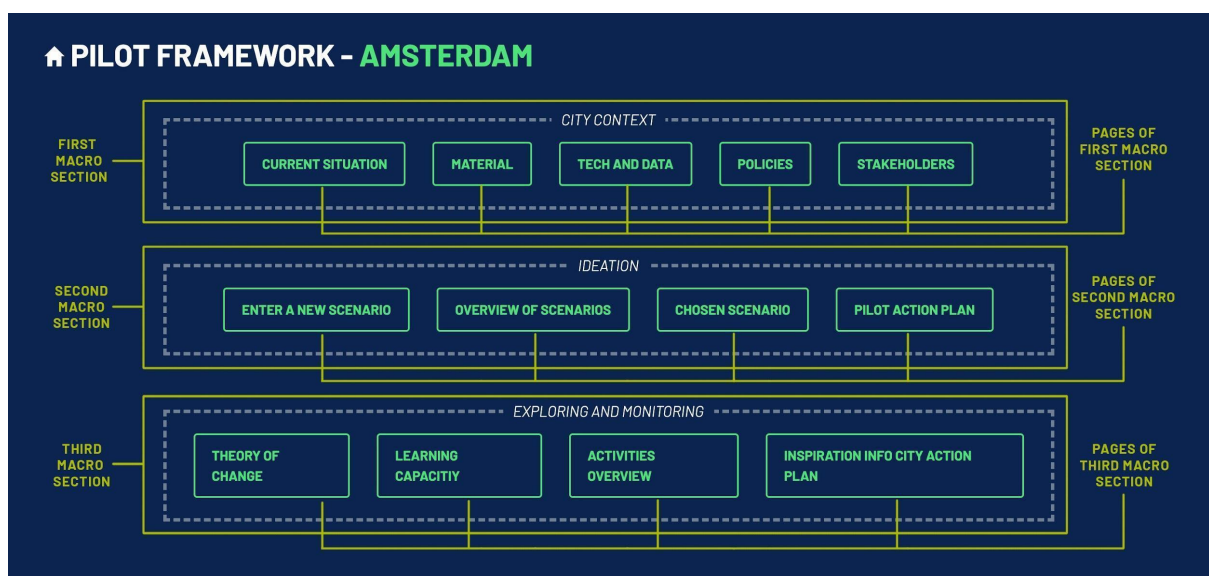 PILOT FRAMEWORK - AMSTERDAM
CITY CONTEXT
FIRST
MACRO
SECTION
CURRENT SITUATION
MATERIAL
TECH AND DATA
POLICIES
STAKEHOLDERS
PAGES OF
FIRST MACRO
SECTION
IDEATION
SECOND
MACRO
SECTION
ENTER A NEW SCENARIO
OVERVIEW OF SCENARIOS
CHOSEN SCENARIO
PILOT ACTION PLAN
PAGES OF
SECOND MACRO
SECTION
EXPLORING AND MONITORING
THIRD
MACRO
SECTION
THEORY OF
CHANGE
LEARNING
CAPACITIY
ACTIVITIES
OVERVIEW
INSPIRATION INFO CITY ACTION
PLAN
PAGES OF
THIRD MACRO
SECTION